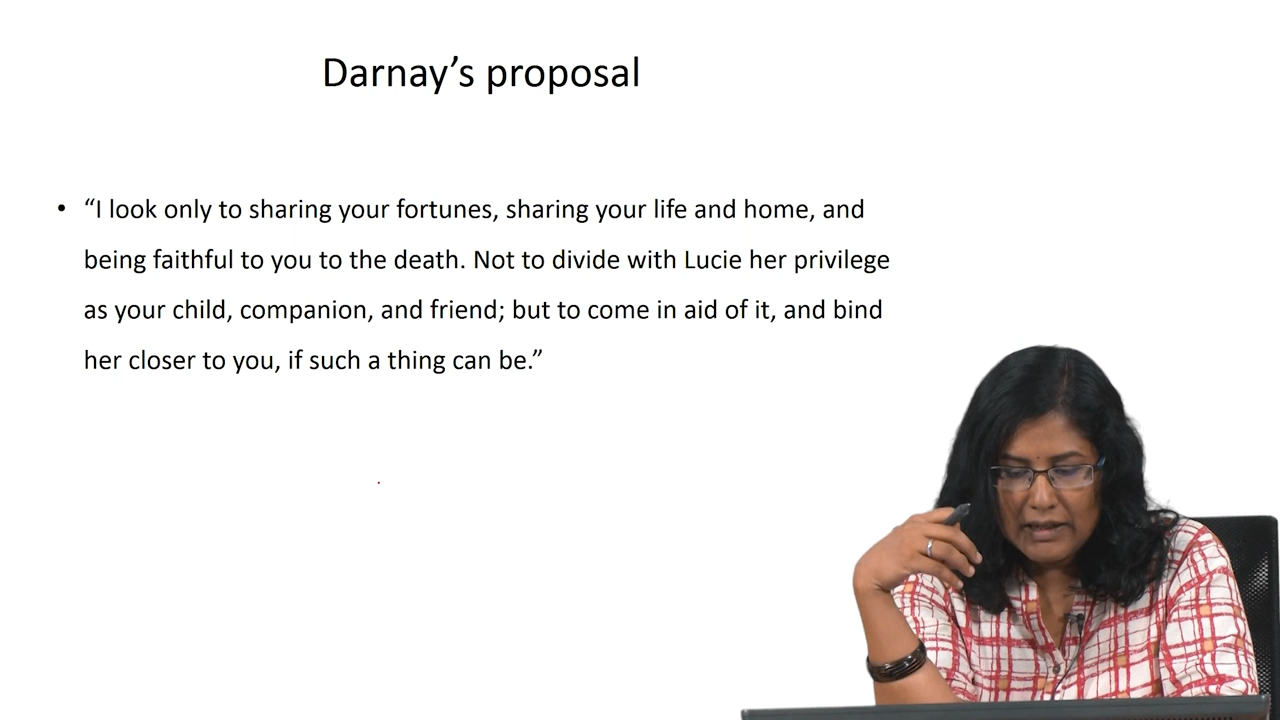 Darnay’s proposal
• “I look only to sharing your fortunes, sharing your life and home, and
being faithful to you to the death. Not to divide with Lucie her privilege
as your child, companion, and friend; but to come in aid of it, and bind
her closer to you, if such a thing can be.”